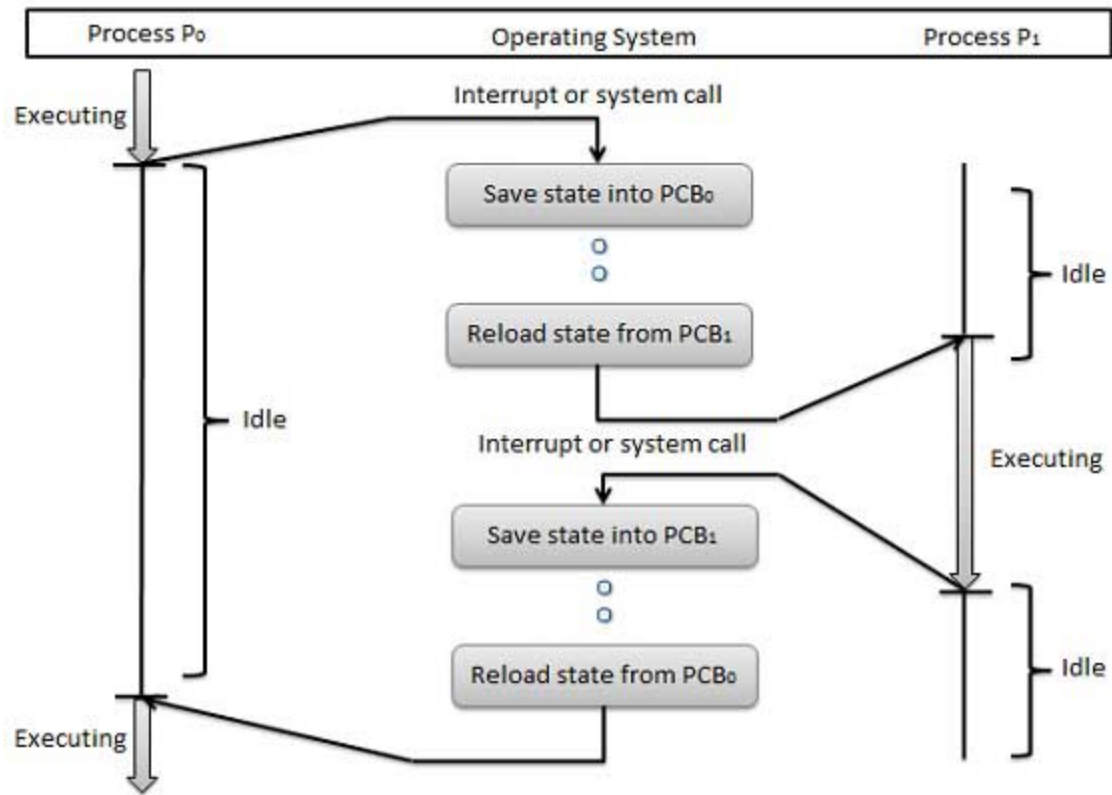 Process P₀ Operating System Process P₁
Interrupt or system call
Executing
Save state into PCB₀
Idle
Reload state from PCB₁
Idle
Interrupt or system call
Executing
Save state into PCB₁
Idle
Reload state from PCB₀
Executing